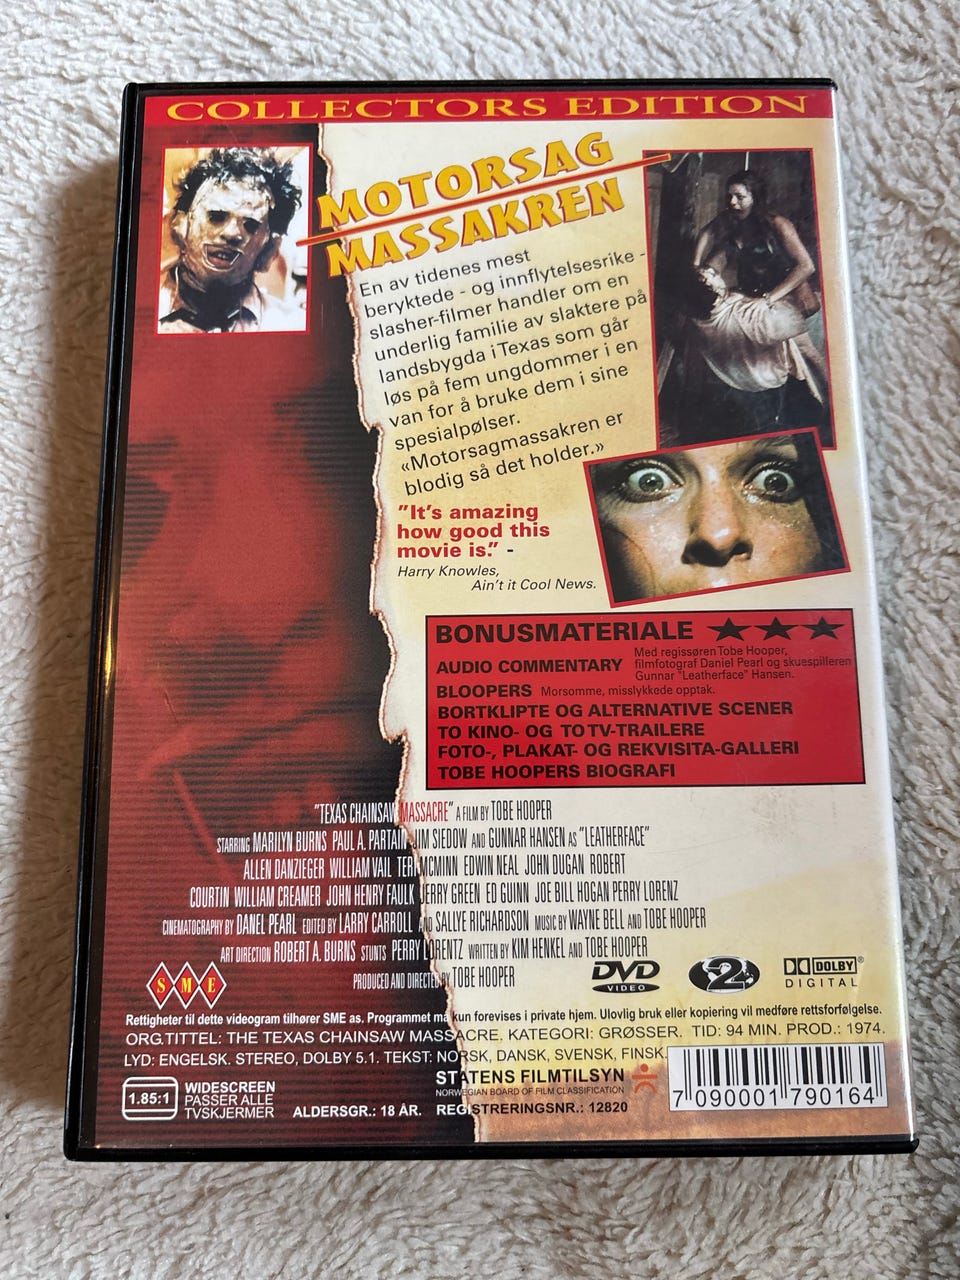 COLLECTORS EDITION
MOTORSAG
MASSAKREN
En av tidenes mest
beryktede - og innflytelsesrike -
slasher-filmer handler om en
underlig familie av slaktere på
landsbygda i Texas som går
løs på fem ungdommer i en
van for å bruke dem i sine
spesialpølser.
«Motorsagmassakren er
blodig så det holder.»
"It's amazing
how good this
movie is." -
Harry Knowles,
Ain't it Cool News.
BONUSMATERIALE
AUDIO COMMENTARY Med regissøren Tobe Hooper,
filmfotograf Daniel Pearl og skuespilleren
Gunnar "Leatherface" Hansen.
BLOOPERS Morsomme, misslykkede opptak.
BORTKLIPTE OG ALTERNATIVE SCENER
TO KINO- OG TO TV-TRAILERE
FOTO-, PLAKAT- OG REKVISITA-GALLERI
TOBE HOOPERS BIOGRAFI
"TEXAS CHAINSAW MASSACRE" A FILM BY TOBE HOOPER
STARRING MARILYN BURNS PAUL A. PARTAIN JIM SIEDOW AND GUNNAR HANSEN AS "LEATHERFACE"
ALLEN DANZIEGER WILLIAM VAIL TERI MCMINN EDWIN NEAL JOHN DUGAN ROBERT
COURTIN WILLIAM CREAMER JOHN HENRY FAULK JERRY GREEN ED GUINN JOE BILL HOGAN PERRY LORENZ
CINEMATOGRAPHY BY DANEL PEARL EDITED BY LARRY CARROLL AND SALLYE RICHARDSON MUSIC BY WAYNE BELL AND TOBE HOOPER
ART DIRECTION ROBERT A. BURNS STUNTS PERRY LORENTZ WRITTEN BY KIM HENKEL AND TOBE HOOPER
PRODUCED AND DIRECTED BY TOBE HOOPER
SME
DVD
VIDEO
2
DOLBY
DIGITAL
Rettigheter til dette videogram tilhører SME as. Programmet må kun forevises i privat hjem. Ulovlig bruk eller kopiering vil medføre rettsforfølgelse.
ORG.TITTEL: THE TEXAS CHAINSAW MASSACRE. KATEGORI: GRØSSER. TID: 94 MIN. PROD.: 1974.
LYD: ENGELSK. STEREO, DOLBY 5.1. TEKST: NORSK, DANSK, SVENSK, FINSK.
1.85:1
WIDESCREEN
PASSER ALLE
TVSKJERMER
STATENS FILMTILSYN
NORWEGIAN BOARD OF FILM CLASSIFICATION
ALDERSGR.: 18 ÅR. REGISTRERINGSNR.: 12820
7 090001 790164